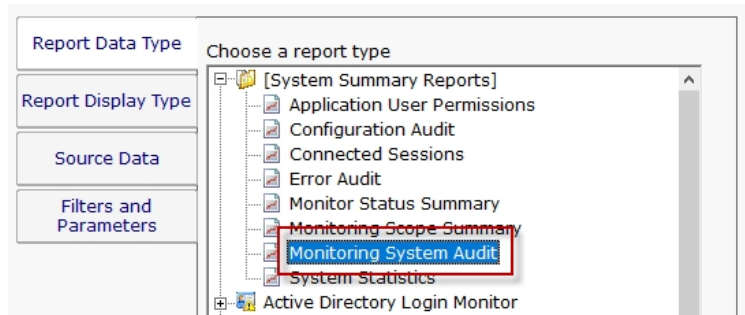 Report Data Type
Choose a report type
Report Display Type
Source Data
Filters and
Parameters
[System Summary Reports]
Application User Permissions
Configuration Audit
Connected Sessions
Error Audit
Monitor Status Summary
Monitoring Scope Summary
Monitoring System Audit
System Statistics
Active Directory Login Monitor